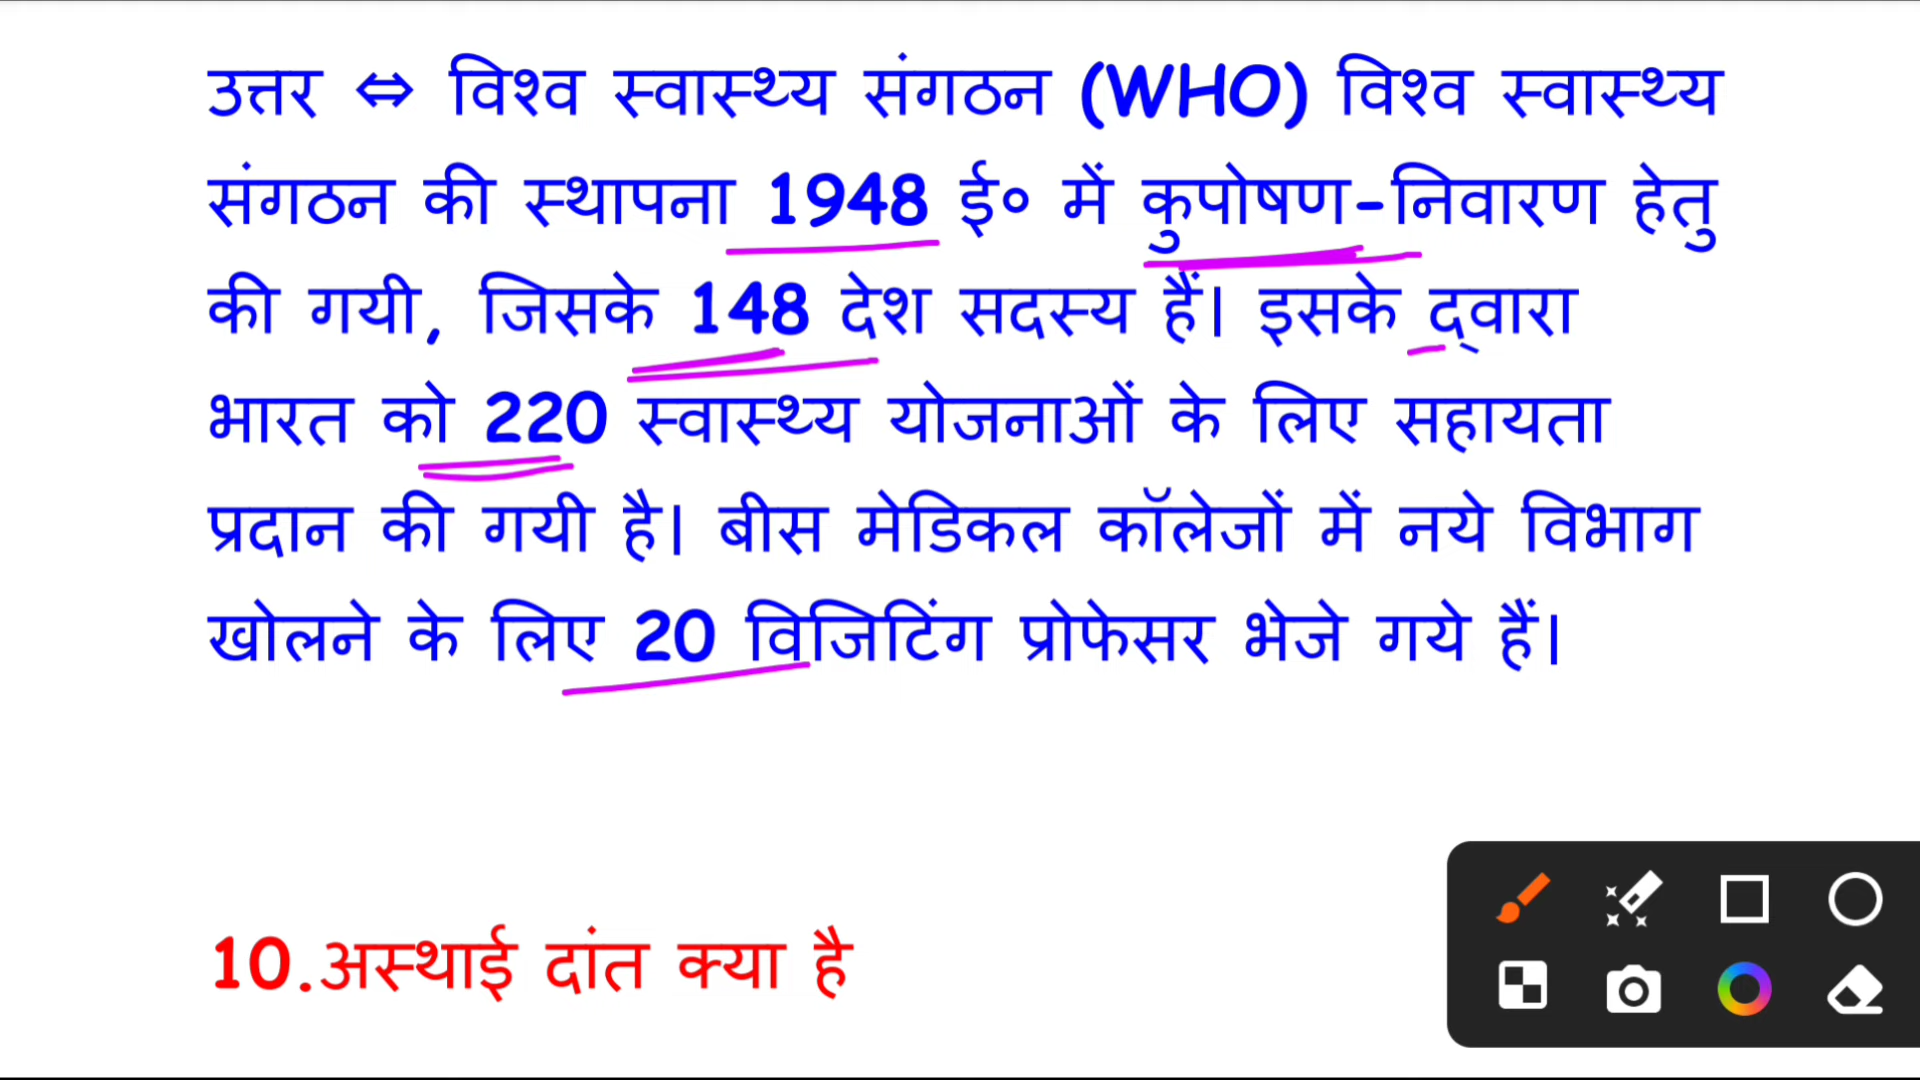 उत्तर ⇔ विश्व स्वास्थ्य संगठन (WHO) विश्व स्वास्थ्य
संगठन की स्थापना 1948 ई० में कुपोषण-निवारण हेतु
की गयी, जिसके 148 देश सदस्य हैं। इसके द्वारा
भारत को 220 स्वास्थ्य योजनाओं के लिए सहायता
प्रदान की गयी है। बीस मेडिकल कॉलेजों में नये विभाग
खोलने के लिए 20 विजिटिंग प्रोफेसर भेजे गये हैं।
10.अस्थाई दांत क्या है